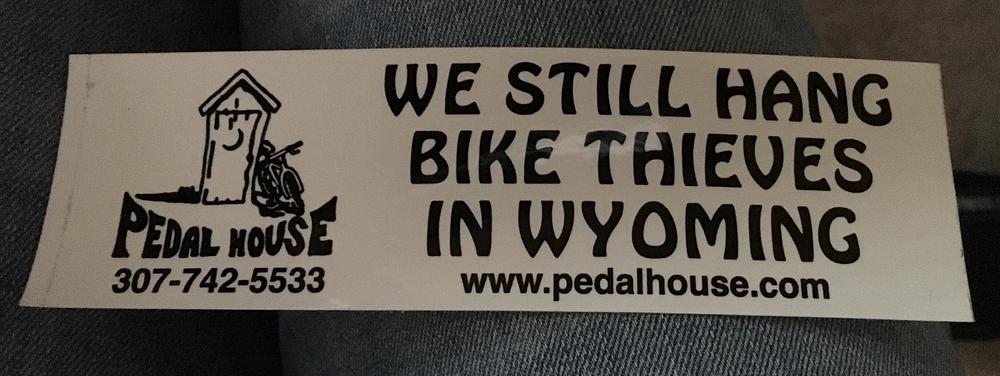 PEDAL HOUSE
307-742-5533
WE STILL HANG
BIKE THIEVES
IN WYOMING
www.pedalhouse.com